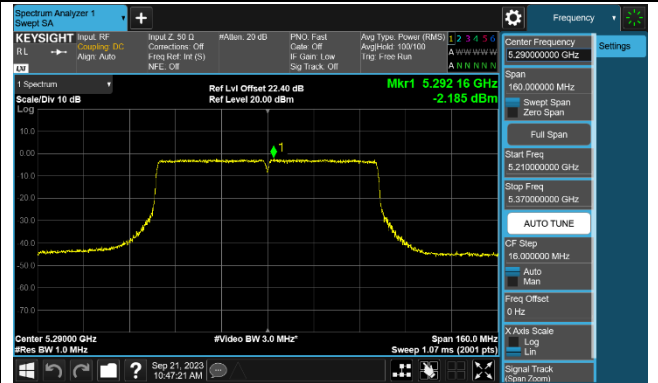 Spectrum Analyzer 1
Swept SA
+
Frequency
KEYSIGHT
RL
LXI
Input: RF
Coupling: DC
Align: Auto
Input Z: 50 Ω
Corrections: Off
Freq Ref: Int (S)
NFE: Off
#Atten: 20 dB
PNO: Fast
Gate: Off
IF Gain: Low
Sig Track: Off
Avg Type: Power (RMS)
Avg|Hold: 100/100
Trig: Free Run
1 2 3 4 5 6
A W W W W W
A N N N N N
Center Frequency
5.290000000 GHz
Settings
Span
160.000000 MHz
Swept Span
Zero Span
Full Span
Start Freq
5.210000000 GHz
Stop Freq
5.370000000 GHz
AUTO TUNE
CF Step
16.000000 MHz
Auto
Man
Freq Offset
0 Hz
X Axis Scale
Log
Lin
Signal Track
(Span Zoom)
1 Spectrum
Scale/Div 10 dB
Log
Ref Lvl Offset 22.40 dB
Ref Level 20.00 dBm
Mkr1 5.292 16 GHz
-2.185 dBm
1
10.0
0.00
-10.0
-20.0
-30.0
-40.0
-50.0
-60.0
-70.0
Center 5.29000 GHz
#Res BW 1.0 MHz
#Video BW 3.0 MHz*
Span 160.0 MHz
Sweep 1.07 ms (2001 pts)
?
Sep 21, 2023
10:47:21 AM